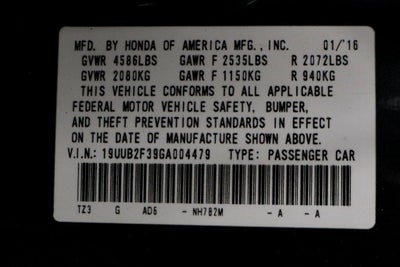 MFD. BY HONDA OF AMERICA MFG., INC. 01/'16
GVWR 4586LBS GAWR F 2535LBS R 2072LBS
GVWR 2080KG GAWR F 1150KG R 940KG
THIS VEHICLE CONFORMS TO ALL APPLICABLE
FEDERAL MOTOR VEHICLE SAFETY, BUMPER,
AND THEFT PREVENTION STANDARDS IN EFFECT
ON THE DATE OF MANUFACTURE SHOWN ABOVE.
V.I.N.: 19UUB2F39GA004479 TYPE: PASSENGER CAR
TZ3 G AD6 - NH782M - A - A